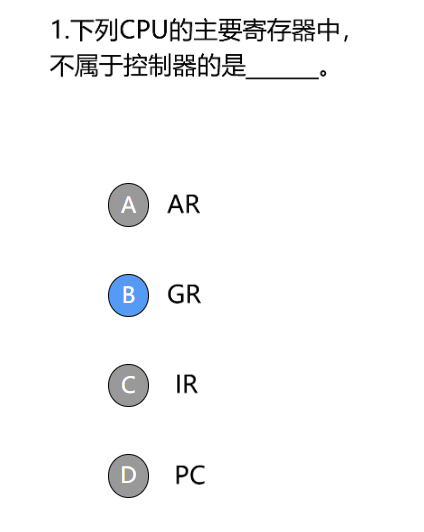 1.下列CPU的主要寄存器中，
不属于控制器的是______。
A AR
B GR
C IR
D PC